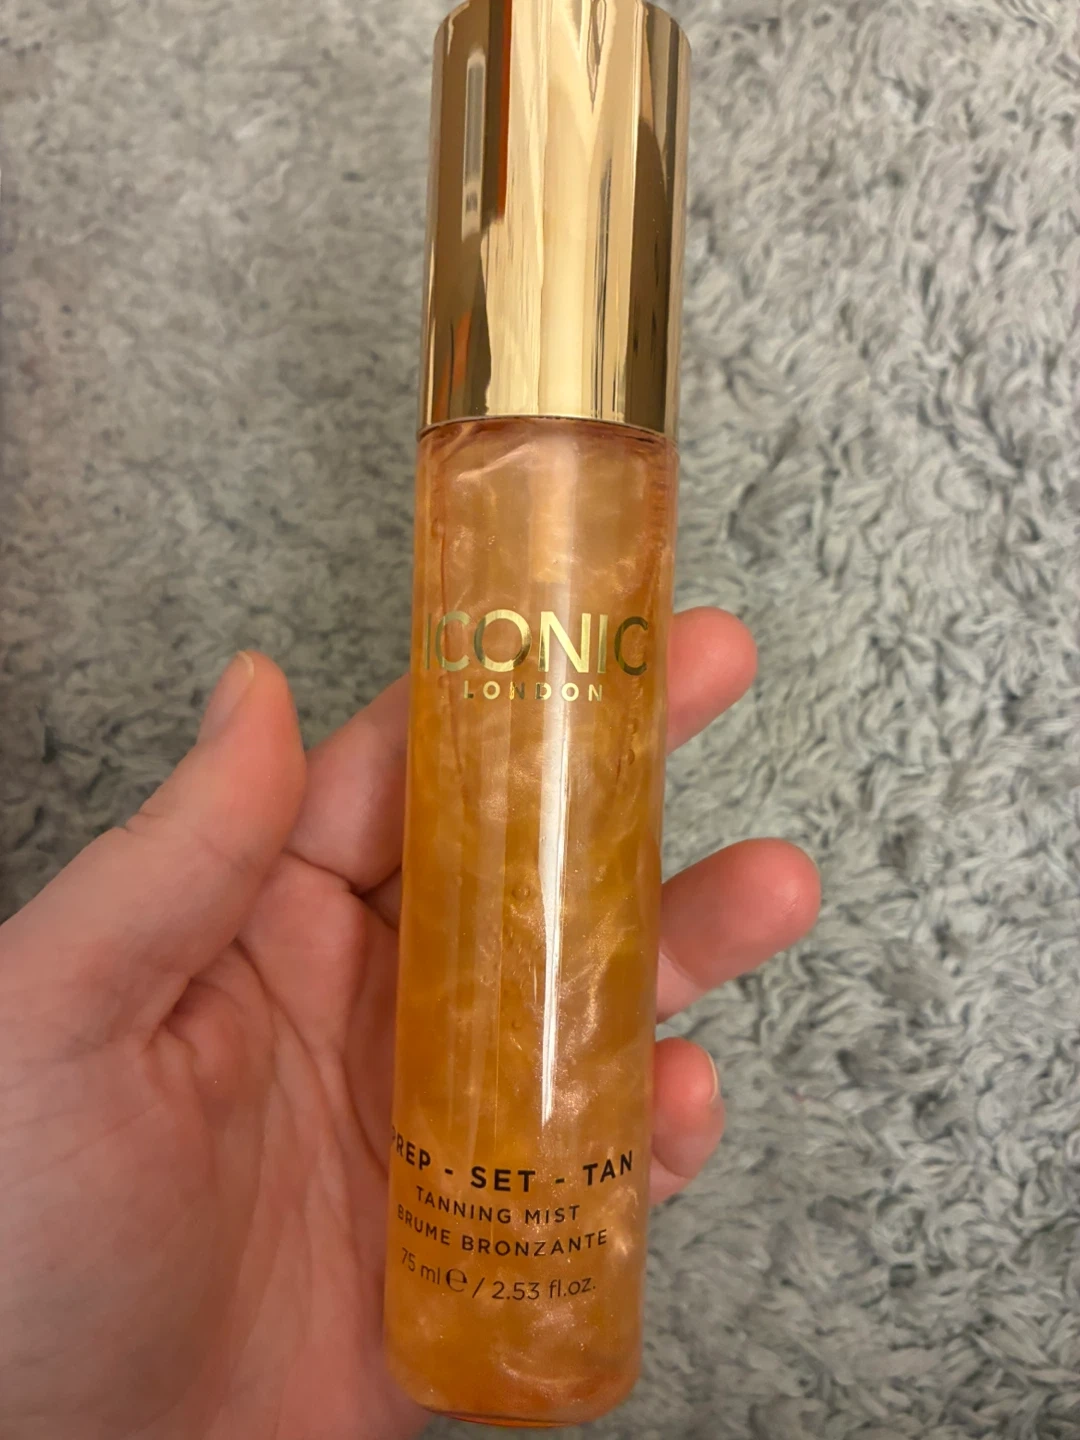 ICONIC
LONDON
PREP - SET - TAN
TANNING MIST
BRUME BRONZANTE
75 ml ℮ / 2.53 fl.oz.